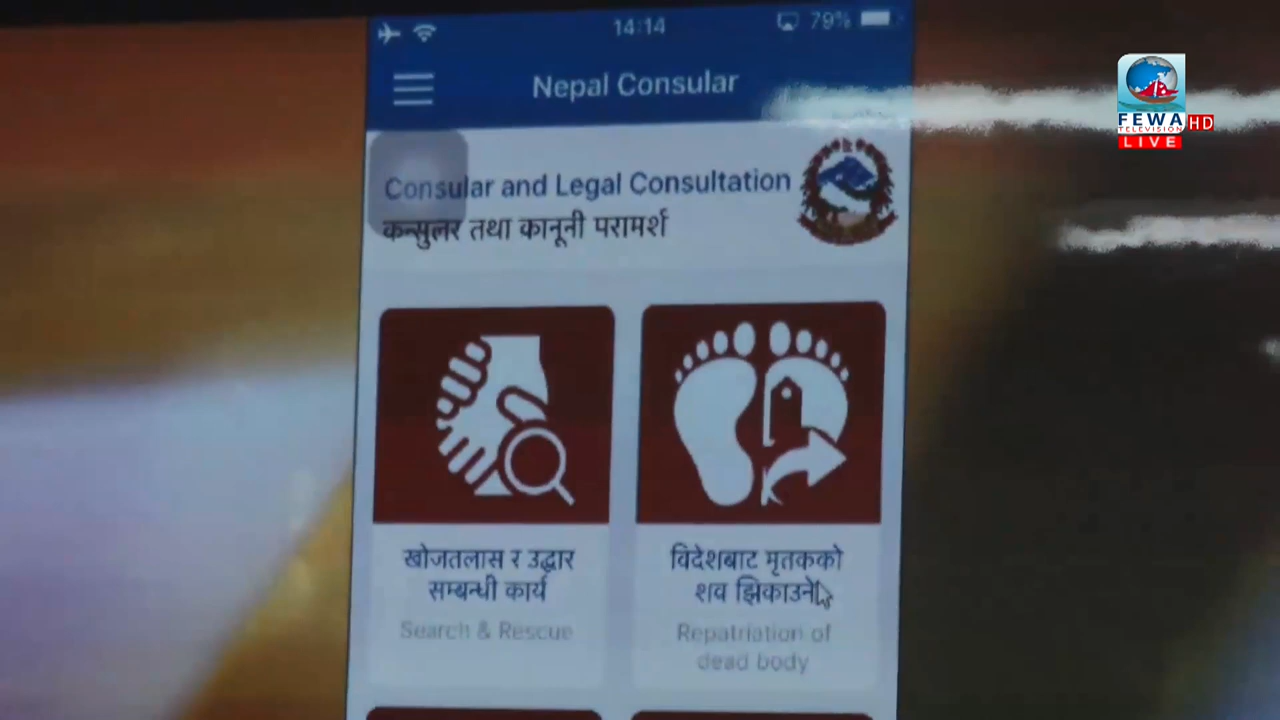 14:14
79%
Nepal Consular
FEWA HD
TELEVISION
LIVE
Consular and Legal Consultation
कन्सुलर तथा कानूनी परामर्श
खोजतलास र उद्धार
सम्बन्धी कार्य
Search & Rescue
विदेशबाट मृतकको
शव झिकाउने
Repatriation of
dead body